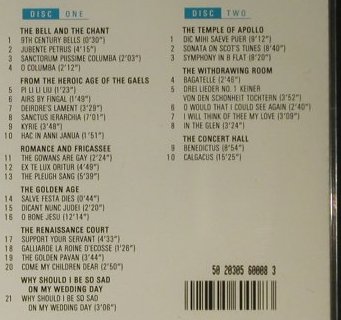 DISC ONE
THE BELL AND THE CHANT
1 9TH CENTURY BELLS (0'30")
2 JUBENTE PETRUS (4'15")
3 SANCTORUM PIISSIME COLUMBA (2'03")
4 O COLUMBA (2'12")
FROM THE HEROIC AGE OF THE GAELS
5 PI LI LI LIU (1'23")
6 AIRS BY FINGAL (1'49")
7 DEIRDRE'S LAMENT (3'29")
8 SANCTUS IERARCHIA (7'01")
9 KYRIE (3'48")
10 HAC IN ANNI JANUA (1'51")
ROMANCE AND FRICASSEE
11 THE GOWANS ARE GAY (2'24")
12 EX TE LUX ORITUR (4'49")
13 THE PLEUGH SANG (5'39")
THE GOLDEN AGE
14 SALVE FESTA DIES (0'44")
15 DICANT NUNC JUDEI (2'20")
16 O BONE JESU (12'14")
THE RENAISSANCE COURT
17 SUPPORT YOUR SERVANT (4'33")
18 GALLIARDE LA ROINE D'ECOSSE (1'26")
19 THE GOLDEN PAVAN (3'44")
20 COME MY CHILDREN DEAR (2'50")
WHY SHOULD I BE SO SAD
ON MY WEDDING DAY
21 WHY SHOULD I BE SO SAD
ON MY WEDDING DAY (3'06")
DISC TWO
THE TEMPLE OF APOLLO
1 DIC MIHI SAEVE PUER (9'12")
2 SONATA ON SCOT'S TUNES (8'40")
3 SYMPHONY IN B FLAT (8'40")
THE WITHDRAWING ROOM
4 BAGATELLE (2'46")
5 DREI LIEDER NO. 1 KEINER
VON DEN SCHONHEIT TOCHTERN (3'52")
6 O WOULD THAT I COULD SEE AGAIN (2'40")
7 I WILL THINK OF THEE MY LOVE (3'09")
8 IN THE GLEN (3'24")
THE CONCERT HALL
9 BENEDICTUS (8'54")
10 CALGACUS (15'25")
50 20305 60008 3